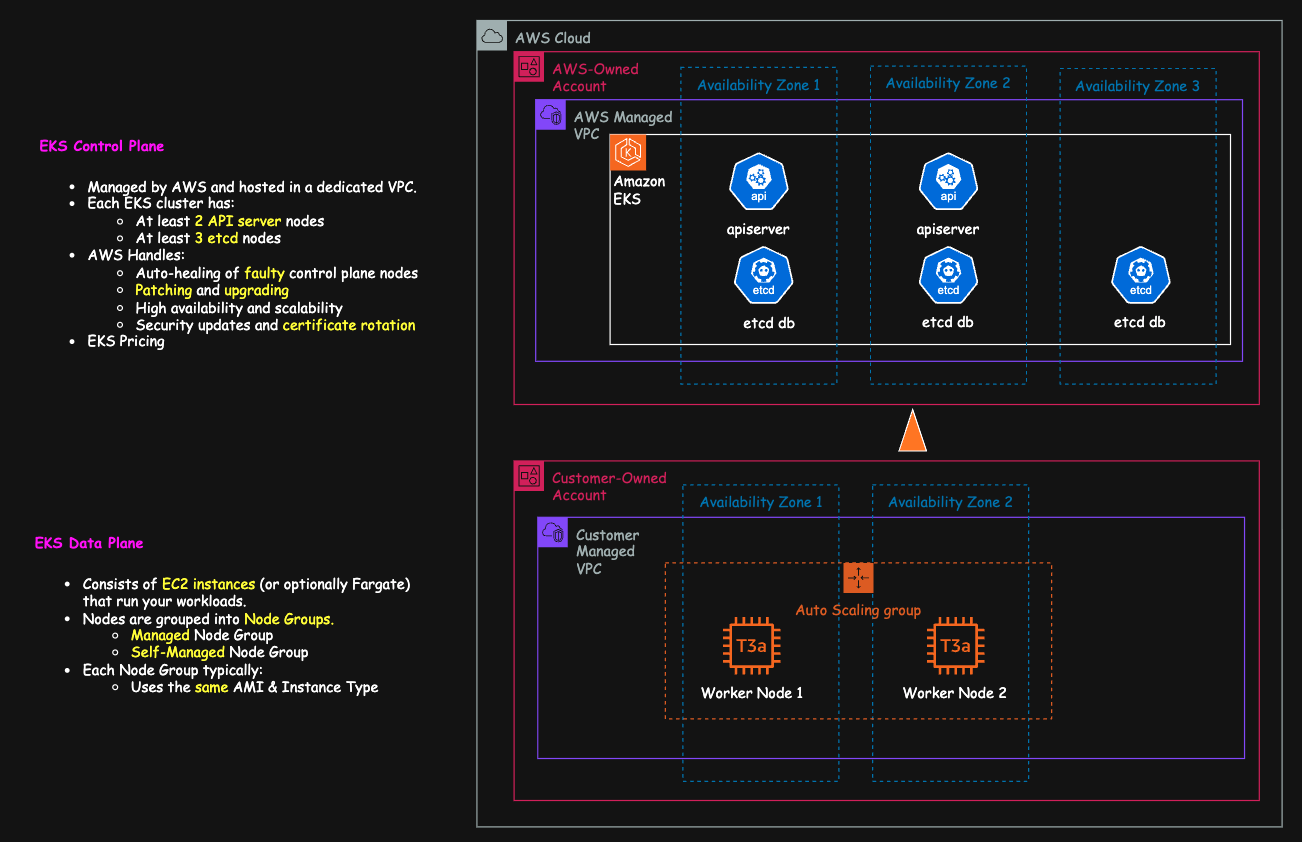 EKS Control Plane
Managed by AWS and hosted in a dedicated VPC.
Each EKS cluster has:
At least 2 API server nodes
At least 3 etcd nodes
AWS Handles:
Auto-healing of faulty control plane nodes
Patching and upgrading
High availability and scalability
Security updates and certificate rotation
EKS Pricing
EKS Data Plane
Consists of EC2 instances (or optionally Fargate)
that run your workloads.
Nodes are grouped into Node Groups.
Managed Node Group
Self-Managed Node Group
Each Node Group typically:
Uses the same AMI & Instance Type
AWS Cloud
AWS-Owned
Account
Availability Zone 1
Availability Zone 2
Availability Zone 3
AWS Managed
VPC
K
Amazon
EKS
api
apiserver
api
apiserver
etcd
etcd db
etcd
etcd db
etcd
etcd db
Customer-Owned
Account
Availability Zone 1
Availability Zone 2
Customer
Managed
VPC
Auto Scaling group
T3a
Worker Node 1
T3a
Worker Node 2